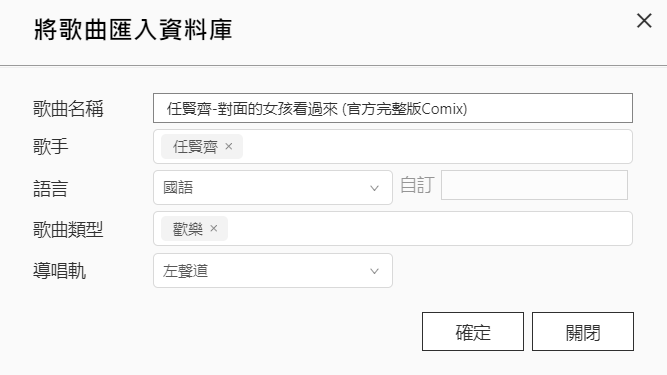 將歌曲匯入資料庫
歌曲名稱 任賢齊-對面的女孩看過來 (官方完整版Comix)
歌手 任賢齊 ×
語言 國語 自訂
歌曲類型 歡樂 ×
導唱軌 左聲道
確定 關閉